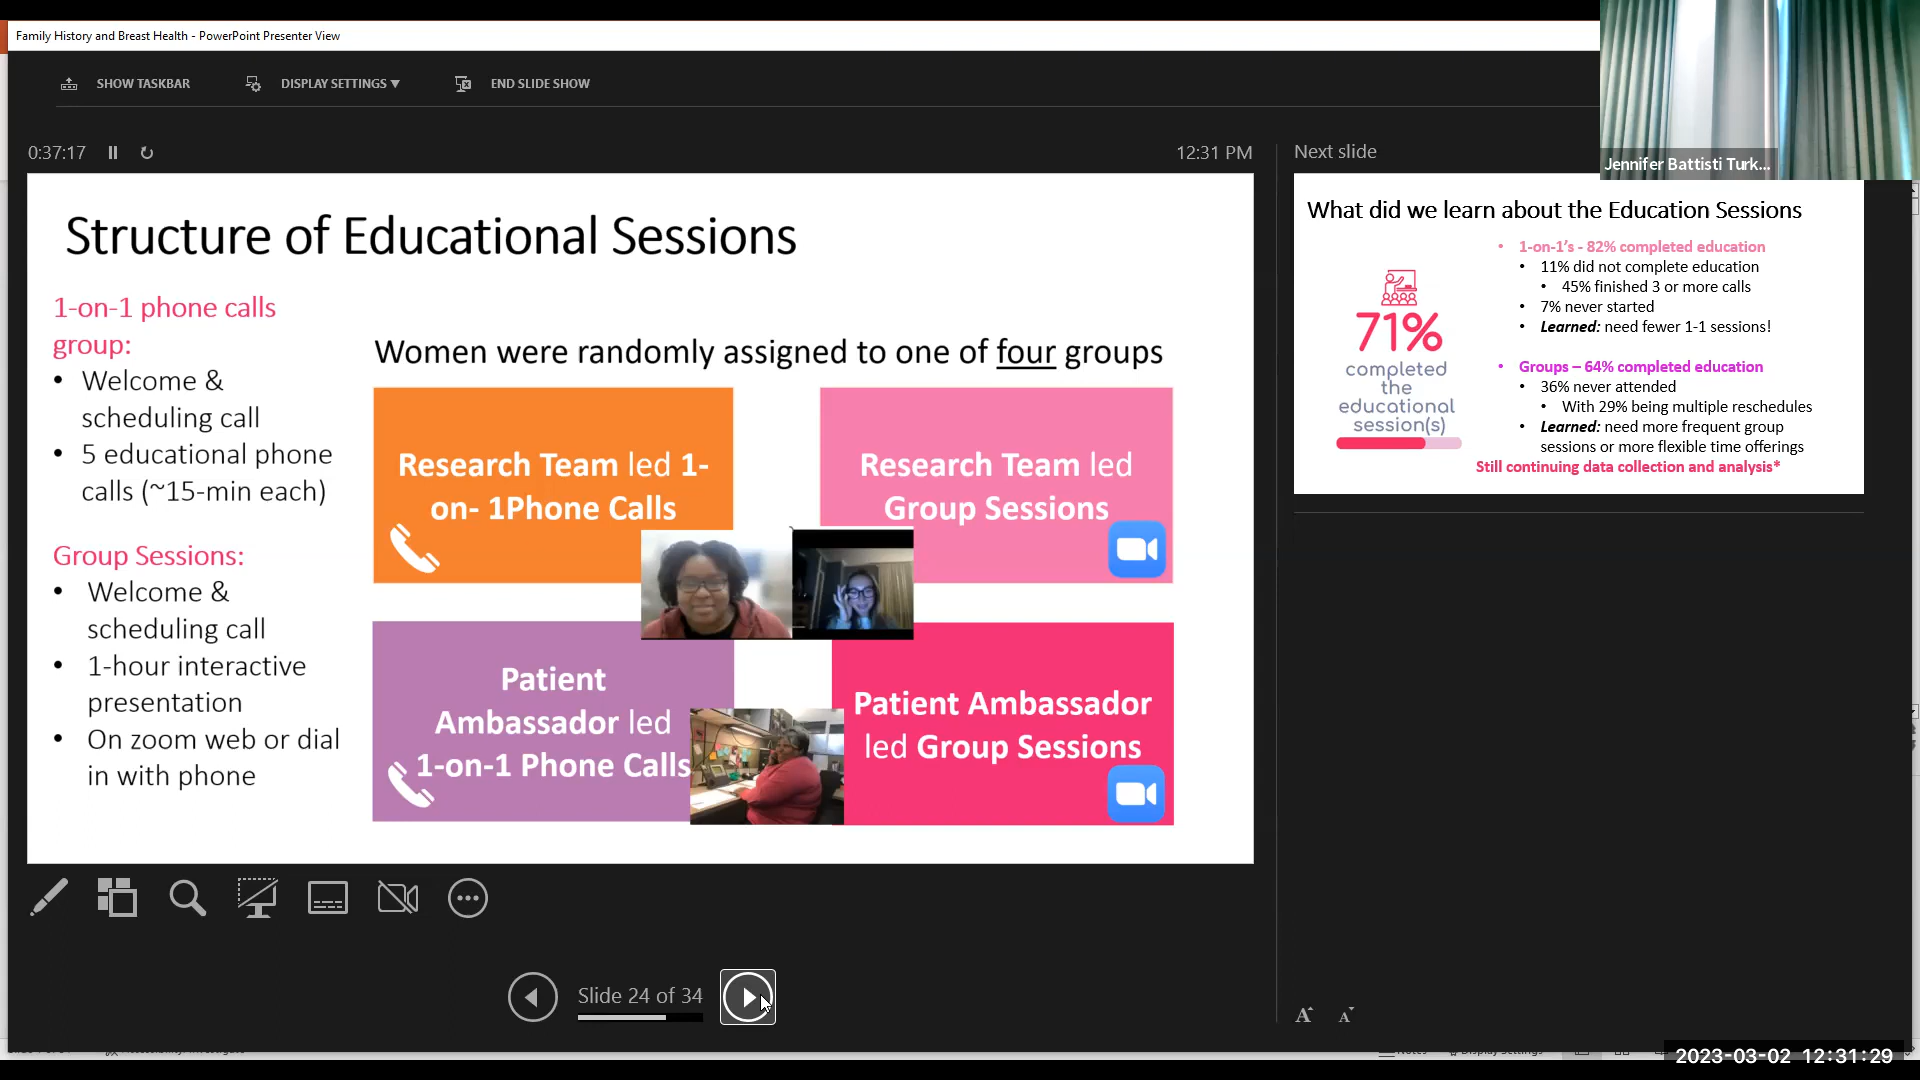 Family History and Breast Health - PowerPoint Presenter View
SHOW TASKBAR
DISPLAY SETTINGS ▾
END SLIDE SHOW
Jennifer Battisti Turk...
0:37:17
12:31 PM
Next slide
Structure of Educational Sessions
1-on-1 phone calls
group:
• Welcome &
scheduling call
• 5 educational phone
calls (~15-min each)
Group Sessions:
• Welcome &
scheduling call
• 1-hour interactive
presentation
• On zoom web or dial
in with phone
Women were randomly assigned to one of four groups
Research Team led 1-
on- 1Phone Calls
Research Team led
Group Sessions
Patient
Ambassador led
1-on-1 Phone Calls
Patient Ambassador
led Group Sessions
What did we learn about the Education Sessions
71%
completed
the
educational
session(s)
• 1-on-1's - 82% completed education
• 11% did not complete education
• 45% finished 3 or more calls
• 7% never started
• Learned: need fewer 1-1 sessions!
• Groups – 64% completed education
• 36% never attended
• With 29% being multiple reschedules
• Learned: need more frequent group
sessions or more flexible time offerings
Still continuing data collection and analysis*
Slide 24 of 34
A A
2023-03-02 12:31:29